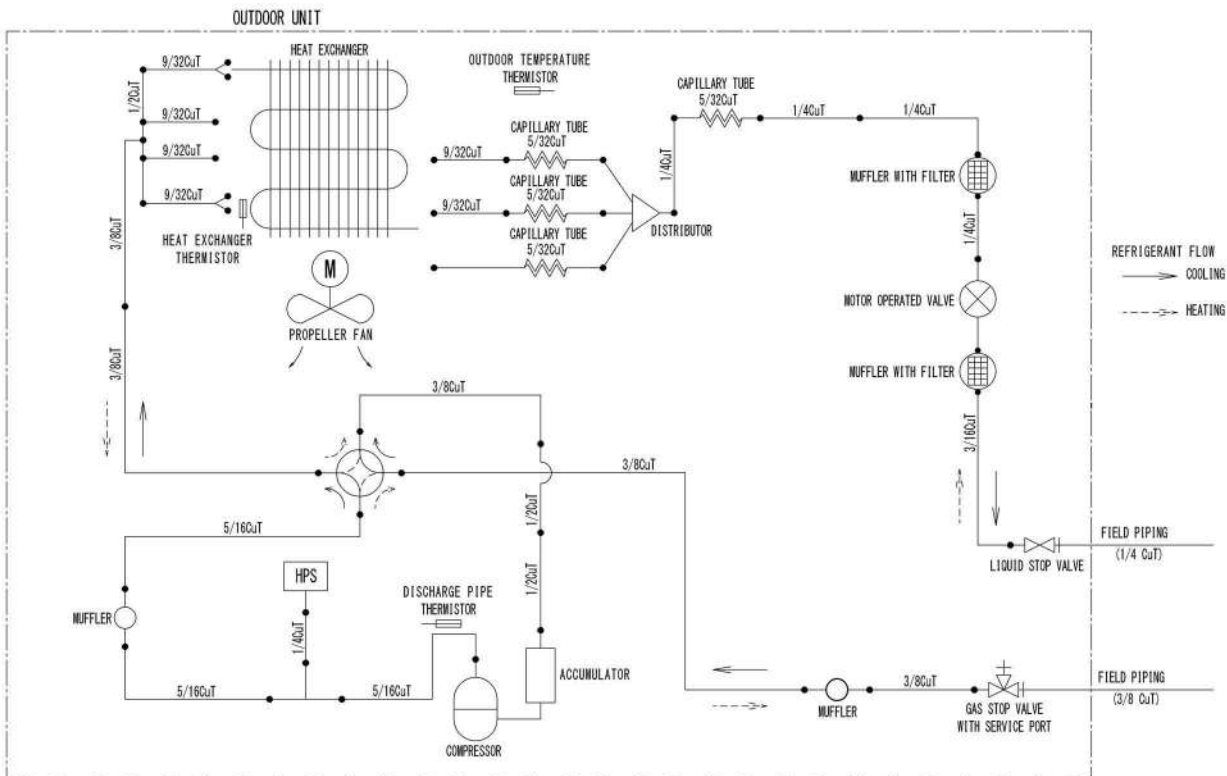 OUTDOOR UNIT
HEAT EXCHANGER
9/32CuT
1/2CuT
9/32CuT
9/32CuT
9/32CuT
HEAT EXCHANGER
THERMISTOR
3/8CuT
3/8CuT
M
PROPELLER FAN
OUTDOOR TEMPERATURE
THERMISTOR
CAPILLARY TUBE
5/32CuT
9/32CuT
CAPILLARY TUBE
5/32CuT
9/32CuT
CAPILLARY TUBE
5/32CuT
DISTRIBUTOR
1/4CuT
CAPILLARY TUBE
5/32CuT
1/4CuT
1/4CuT
MUFFLER WITH FILTER
1/4CuT
MOTOR OPERATED VALVE
MUFFLER WITH FILTER
3/16CuT
REFRIGERANT FLOW
COOLING
HEATING
3/8CuT
3/8CuT
1/2CuT
1/2CuT
5/16CuT
HPS
1/4CuT
MUFFLER
5/16CuT
5/16CuT
DISCHARGE PIPE
THERMISTOR
ACCUMULATOR
COMPRESSOR
LIQUID STOP VALVE
FIELD PIPING
(1/4 CuT)
MUFFLER
3/8CuT
GAS STOP VALVE
WITH SERVICE PORT
FIELD PIPING
(3/8 CuT)